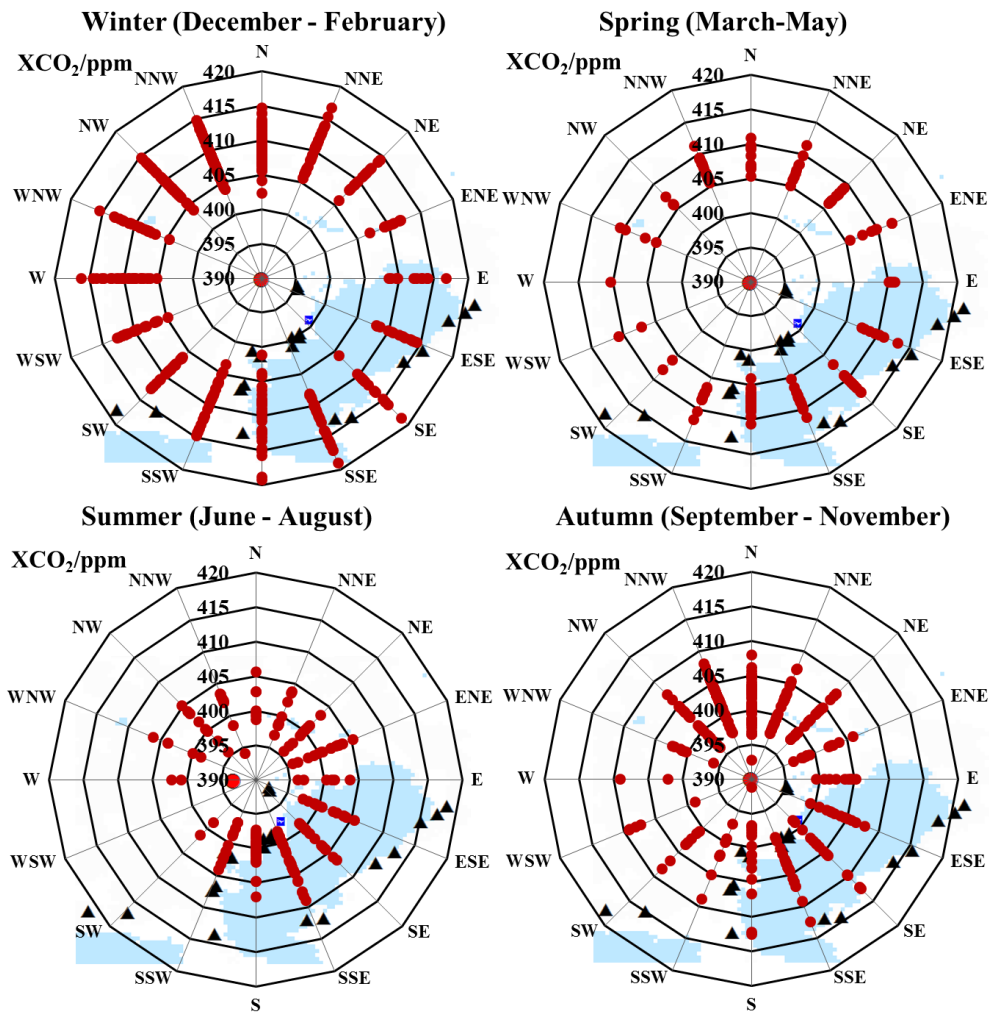 Winter (December - February)
XCO₂/ppm
N
NNW
NNE
NW
NE
WNW
ENE
W
E
WSW
ESE
SW
SE
SSW
SSE
420
415
410
405
400
395
390
Spring (March-May)
XCO₂/ppm
N
NNW
NNE
NW
NE
WNW
ENE
W
E
WSW
ESE
SW
SE
SSW
SSE
420
415
410
405
400
395
390
Summer (June - August)
XCO₂/ppm
N
NNW
NNE
NW
NE
WNW
ENE
W
E
WSW
ESE
SW
SE
SSW
SSE
S
420
415
410
405
400
395
390
Autumn (September - November)
XCO₂/ppm
N
NNW
NNE
NW
NE
WNW
ENE
W
E
WSW
ESE
SW
SE
SSW
SSE
S
420
415
410
405
400
395
390